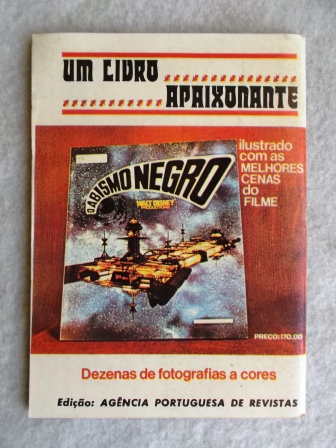 UM LIVRO
APAIXONANTE
ilustrado
com as
MELHORES
CENAS
do
FILME
O ABISMO NEGRO
WALT DISNEY
PRODUCTIONS
PREÇO:170.00
Dezenas de fotografias a cores
Edição: AGÊNCIA PORTUGUESA DE REVISTAS